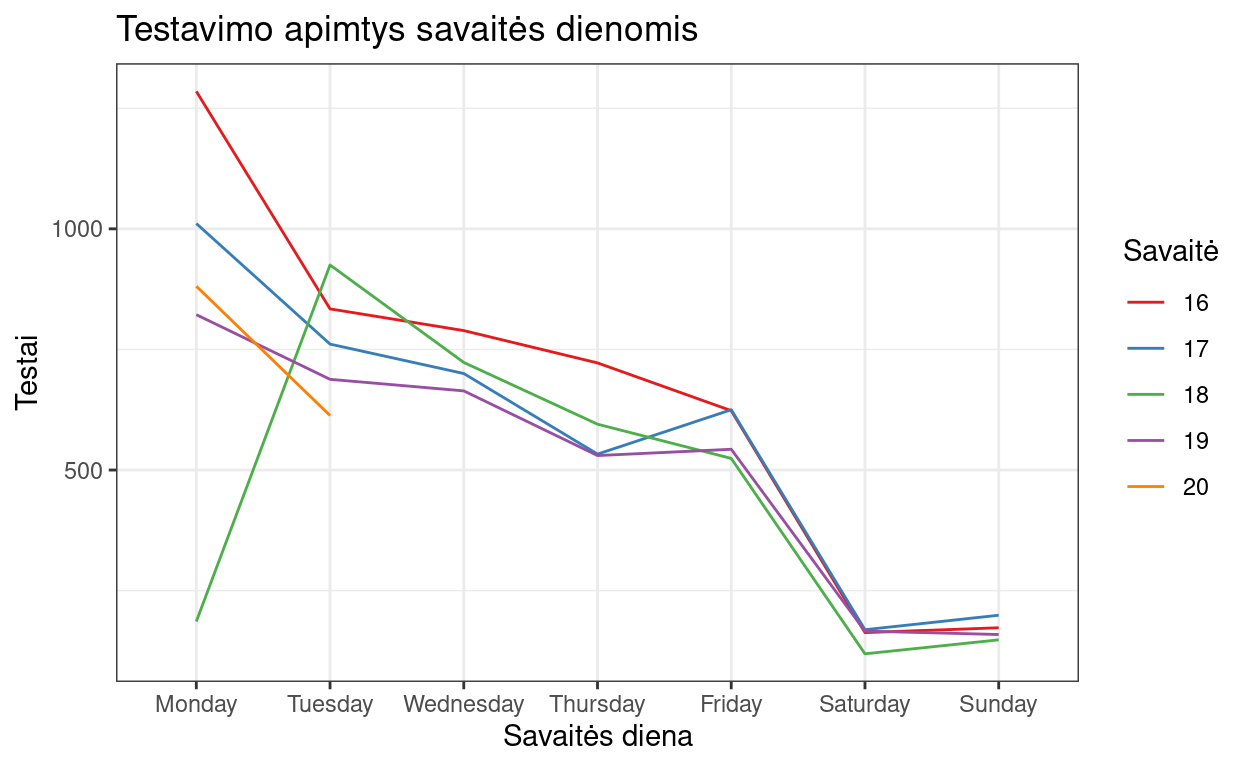 Testavimo apimtys savaitės dienomis
Testai
1000
500
Monday Tuesday Wednesday Thursday Friday Saturday Sunday
Savaitės diena
Savaitė
16
17
18
19
20